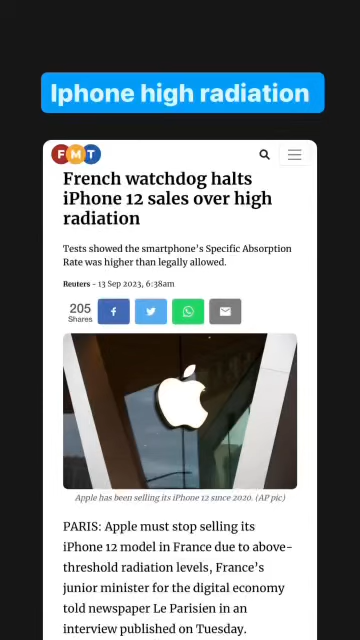 Iphone high radiation
FMT
French watchdog halts
iPhone 12 sales over high
radiation
Tests showed the smartphone's Specific Absorption
Rate was higher than legally allowed.
Reuters - 13 Sep 2023, 6:38am
205
Shares
Apple has been selling its iPhone 12 since 2020. (AP pic)
PARIS: Apple must stop selling its
iPhone 12 model in France due to above-
threshold radiation levels, France's
junior minister for the digital economy
told newspaper Le Parisien in an
interview published on Tuesday.